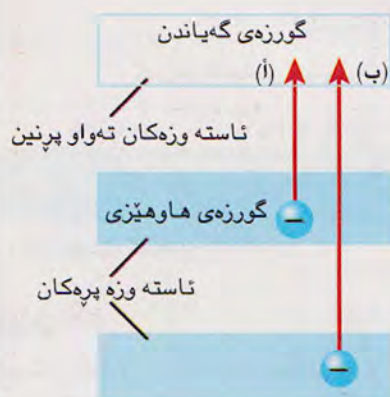 گورزەی گەیاندن
(أ)
(ب)
ئاستە وزەکان تەواو پڕنین
گورزەی هاوهێزی
ئاستە وزە پڕەکان